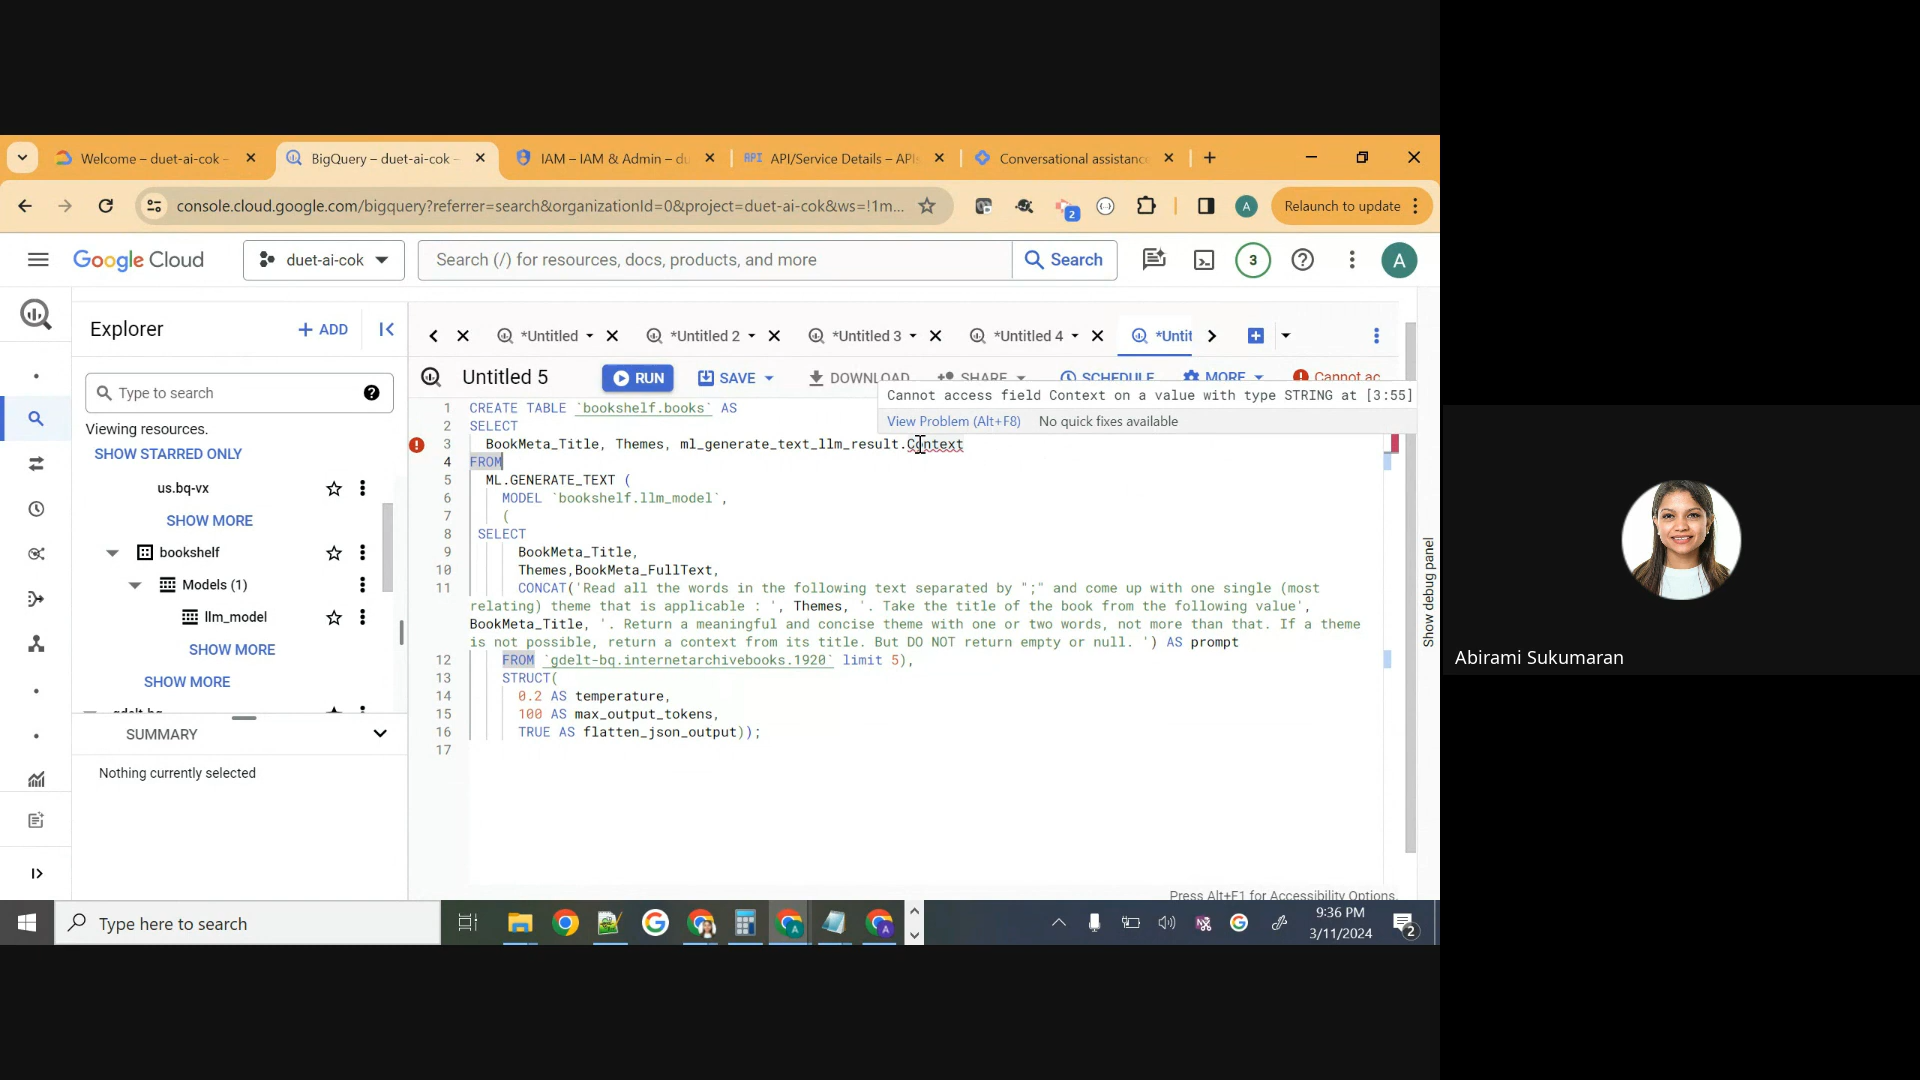 Welcome – duet-ai-cok –
BigQuery – duet-ai-cok –
IAM – IAM & Admin – du
API API/Service Details – APIs
Conversational assistance
console.cloud.google.com/bigquery?referrer=search&organizationId=0&project=duet-ai-cok&ws=!1m...
2
A
Relaunch to update
Google Cloud
duet-ai-cok
Search (/) for resources, docs, products, and more
Search
3
A
Explorer
+ ADD
*Untitled
*Untitled 2
*Untitled 3
*Untitled 4
*Untit
Untitled 5
RUN
SAVE
DOWNLOAD
SHARE
SCHEDULE
MORE
Cannot ac
Type to search
Viewing resources.
SHOW STARRED ONLY
us.bq-vx
SHOW MORE
bookshelf
Models (1)
llm_model
SHOW MORE
SHOW MORE
gdelt-bq
SUMMARY
Nothing currently selected
Cannot access field Context on a value with type STRING at [3:55]
View Problem (Alt+F8) No quick fixes available
1 CREATE TABLE `bookshelf.books` AS
2 SELECT
3 BookMeta_Title, Themes, ml_generate_text_llm_result.Context
4 FROM
5 ML.GENERATE_TEXT (
6 MODEL `bookshelf.llm_model`,
7 (
8 SELECT
9 BookMeta_Title,
10 Themes,BookMeta_FullText,
11 CONCAT('Read all the words in the following text separated by ";" and come up with one single (most
relating) theme that is applicable : ', Themes, '. Take the title of the book from the following value',
BookMeta_Title, '. Return a meaningful and concise theme with one or two words, not more than that. If a theme
is not possible, return a context from its title. But DO NOT return empty or null. ') AS prompt
12 FROM `gdelt-bq.internetarchivebooks.1920` limit 5),
13 STRUCT(
14 0.2 AS temperature,
15 100 AS max_output_tokens,
16 TRUE AS flatten_json_output));
17
Show debug panel
Press Alt+F1 for Accessibility Options.
Type here to search
9:36 PM
3/11/2024
2
Abirami Sukumaran